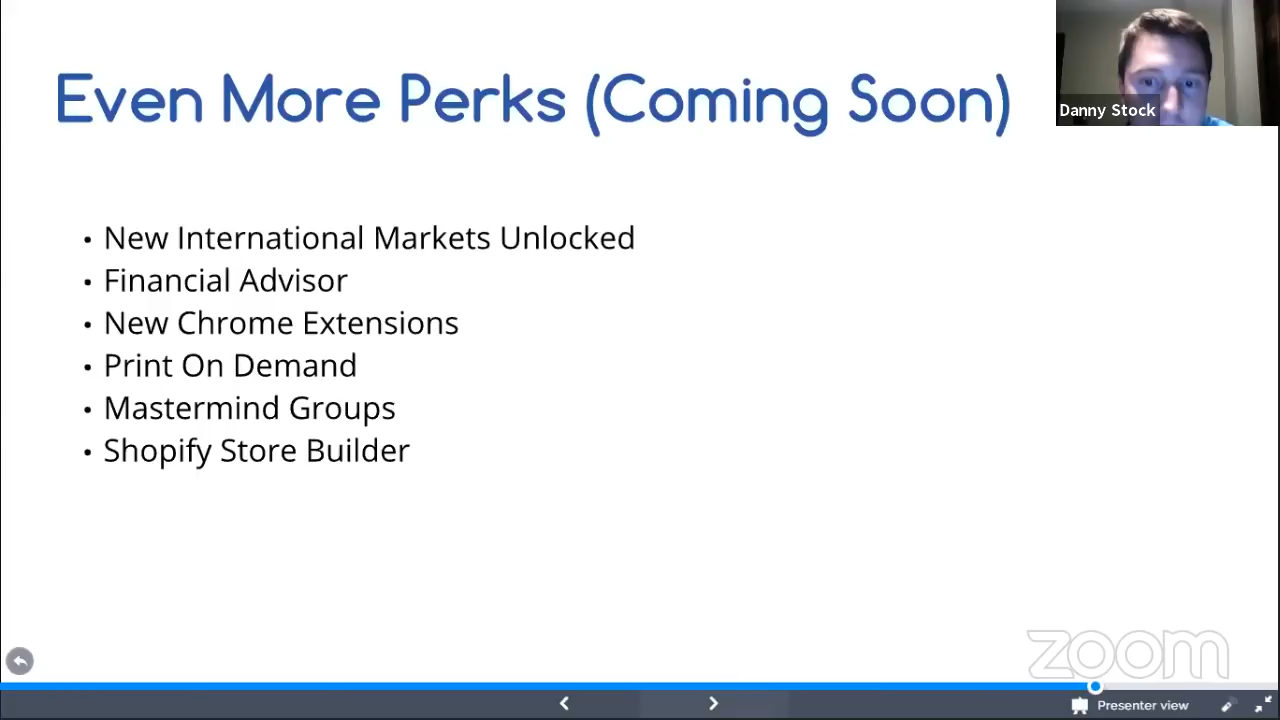 Even More Perks (Coming Soon)
Danny Stock
• New International Markets Unlocked
• Financial Advisor
• New Chrome Extensions
• Print On Demand
• Mastermind Groups
• Shopify Store Builder
zoom
Presenter view